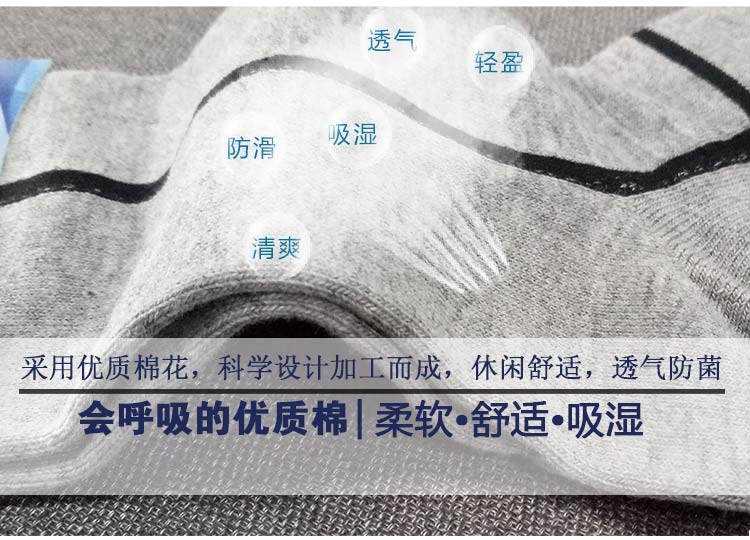 透气
轻盈
吸湿
防滑
清爽
采用优质棉花，科学设计加工而成，休闲舒适，透气防菌
会呼吸的优质棉|柔软•舒适•吸湿